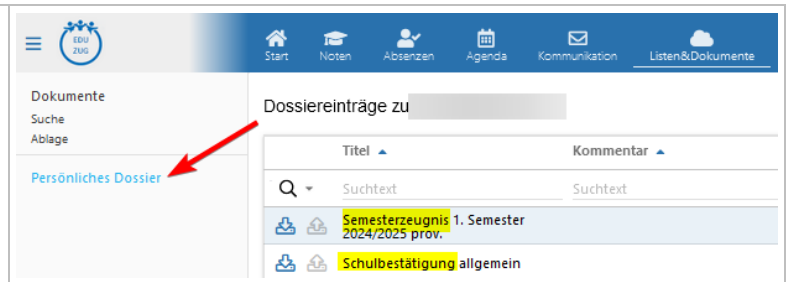 EDU
ZUG
Start
Noten
Absenzen
Agenda
Kommunikation
Listen&Dokumente
Dokumente
Suche
Ablage
Persönliches Dossier
Dossiereinträge zu
Titel
Kommentar
Suchtext
Suchtext
Semesterzeugnis 1. Semester
2024/2025 prov.
Schulbestätigung allgemein